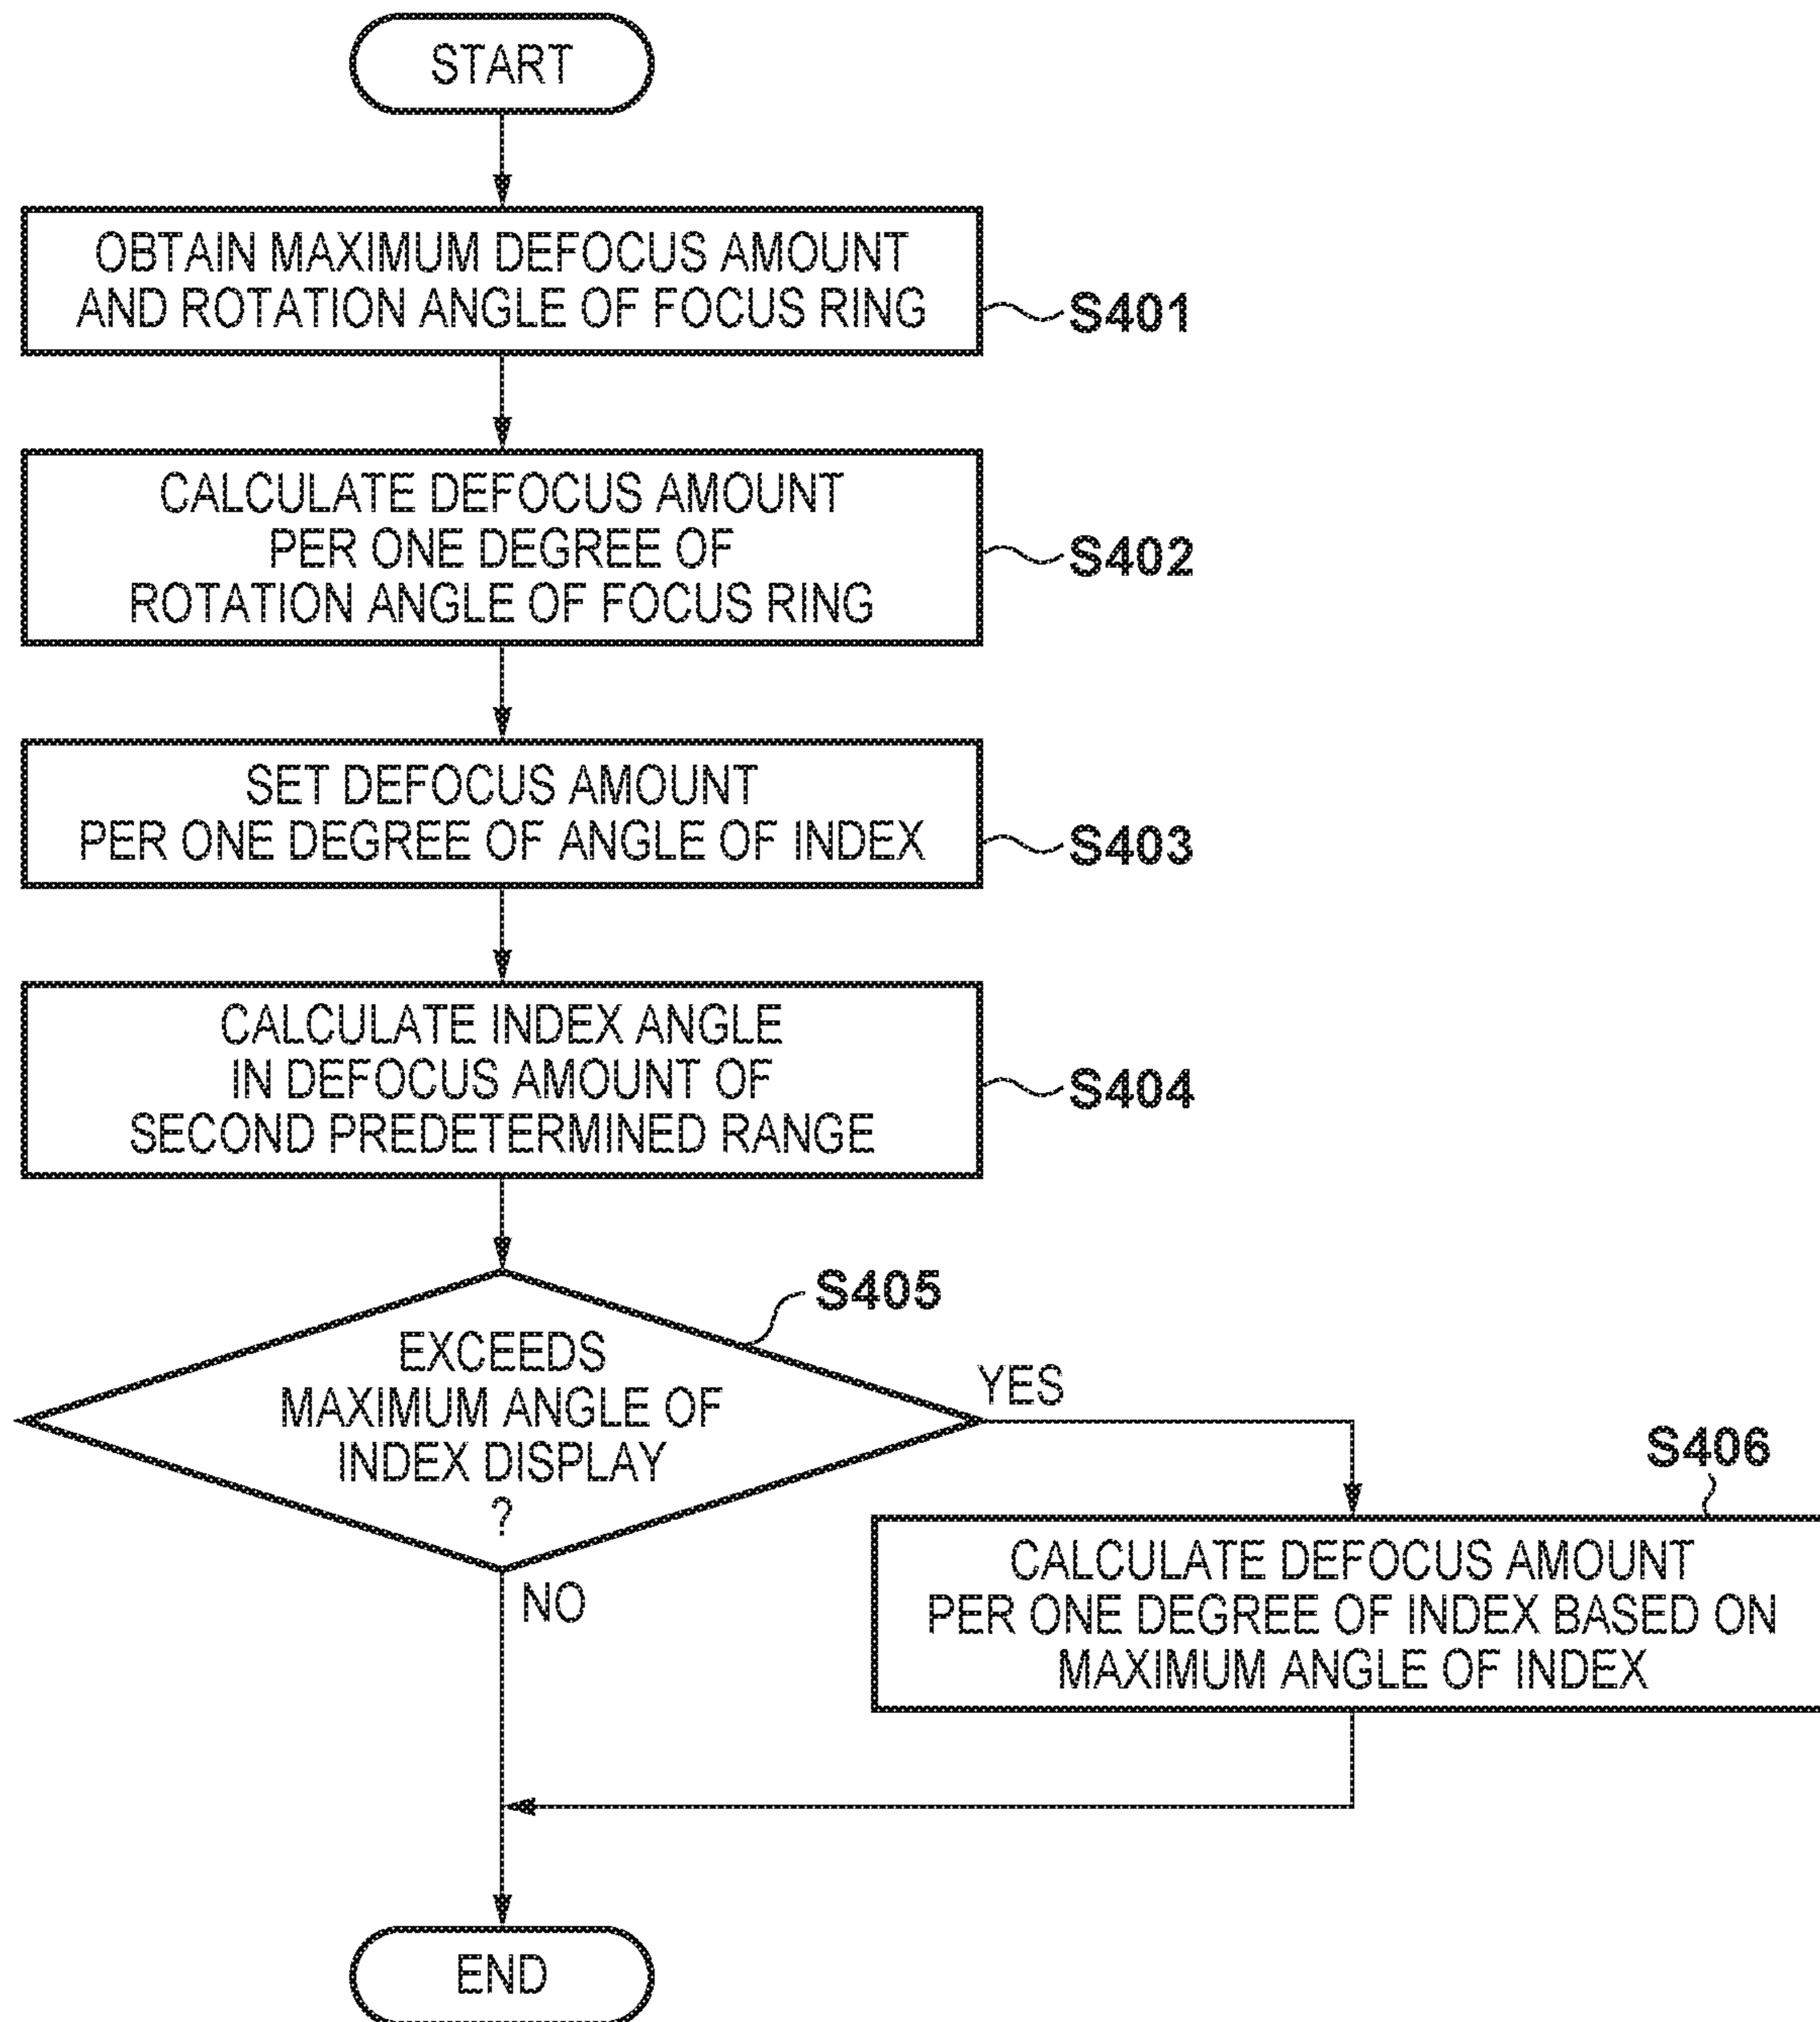 START
OBTAIN MAXIMUM DEFOCUS AMOUNT
AND ROTATION ANGLE OF FOCUS RING
S401
CALCULATE DEFOCUS AMOUNT
PER ONE DEGREE OF
ROTATION ANGLE OF FOCUS RING
S402
SET DEFOCUS AMOUNT
PER ONE DEGREE OF ANGLE OF INDEX
S403
CALCULATE INDEX ANGLE
IN DEFOCUS AMOUNT OF
SECOND PREDETERMINED RANGE
S404
S405
EXCEEDS
MAXIMUM ANGLE OF
INDEX DISPLAY
?
YES
NO
S406
CALCULATE DEFOCUS AMOUNT
PER ONE DEGREE OF INDEX BASED ON
MAXIMUM ANGLE OF INDEX
END